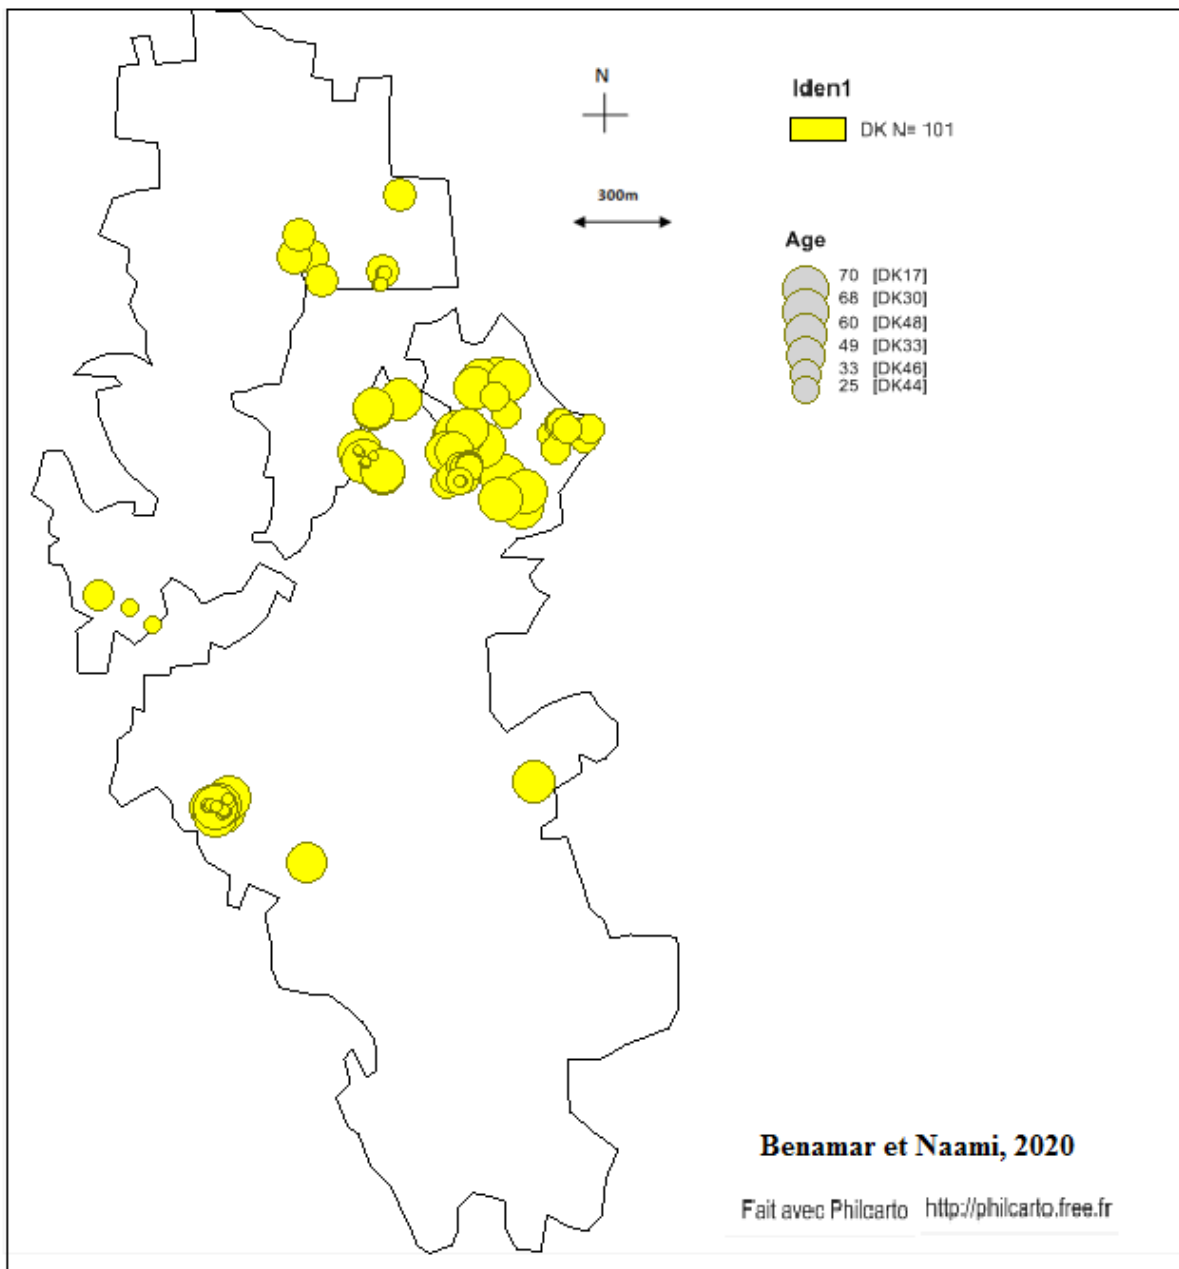 N
300m
Iden1
DK N= 101
Age
70 [DK17]
68 [DK30]
60 [DK48]
49 [DK33]
33 [DK46]
25 [DK44]
Benamar et Naami, 2020
Fait avec Philcarto http://philcarto.free.fr